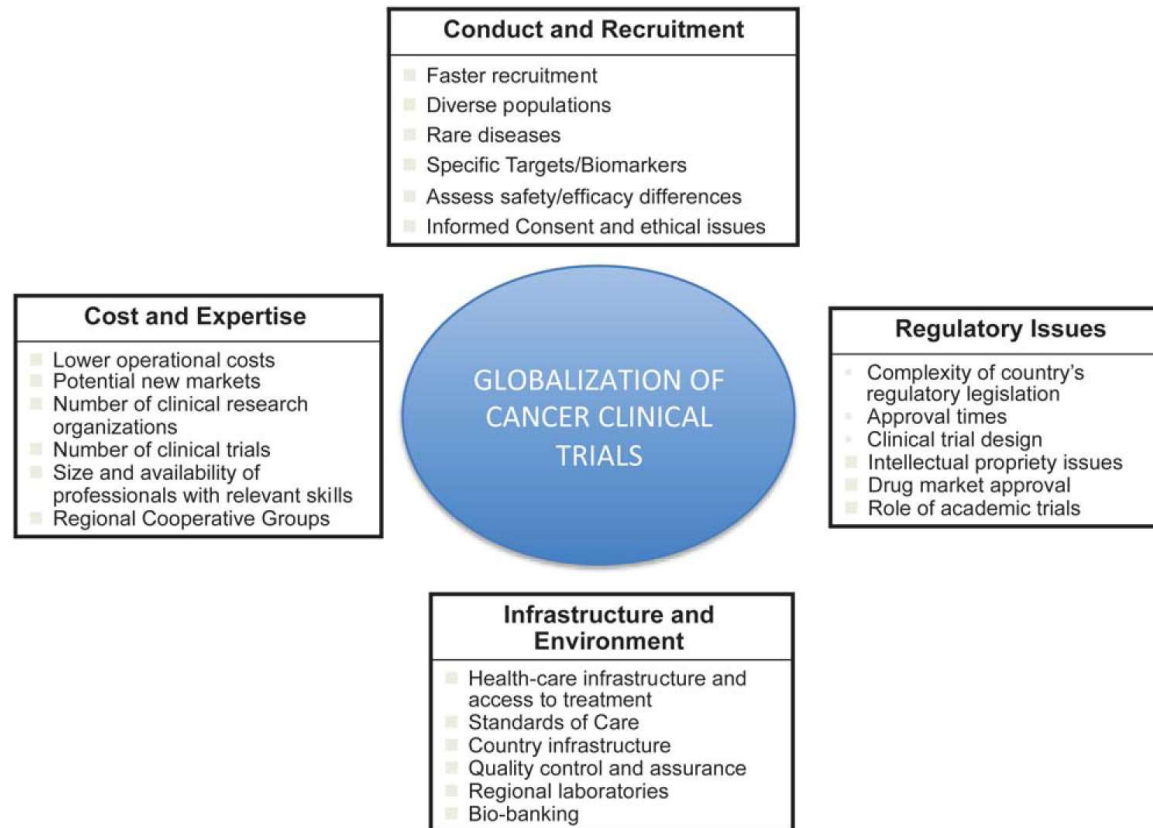 Conduct and Recruitment
Faster recruitment
Diverse populations
Rare diseases
Specific Targets/Biomarkers
Assess safety/efficacy differences
Informed Consent and ethical issues
Cost and Expertise
Lower operational costs
Potential new markets
Number of clinical research
organizations
Number of clinical trials
Size and availability of
professionals with relevant skills
Regional Cooperative Groups
GLOBALIZATION OF
CANCER CLINICAL
TRIALS
Regulatory Issues
Complexity of country's
regulatory legislation
Approval times
Clinical trial design
Intellectual propriety issues
Drug market approval
Role of academic trials
Infrastructure and
Environment
Health-care infrastructure and
access to treatment
Standards of Care
Country infrastructure
Quality control and assurance
Regional laboratories
Bio-banking